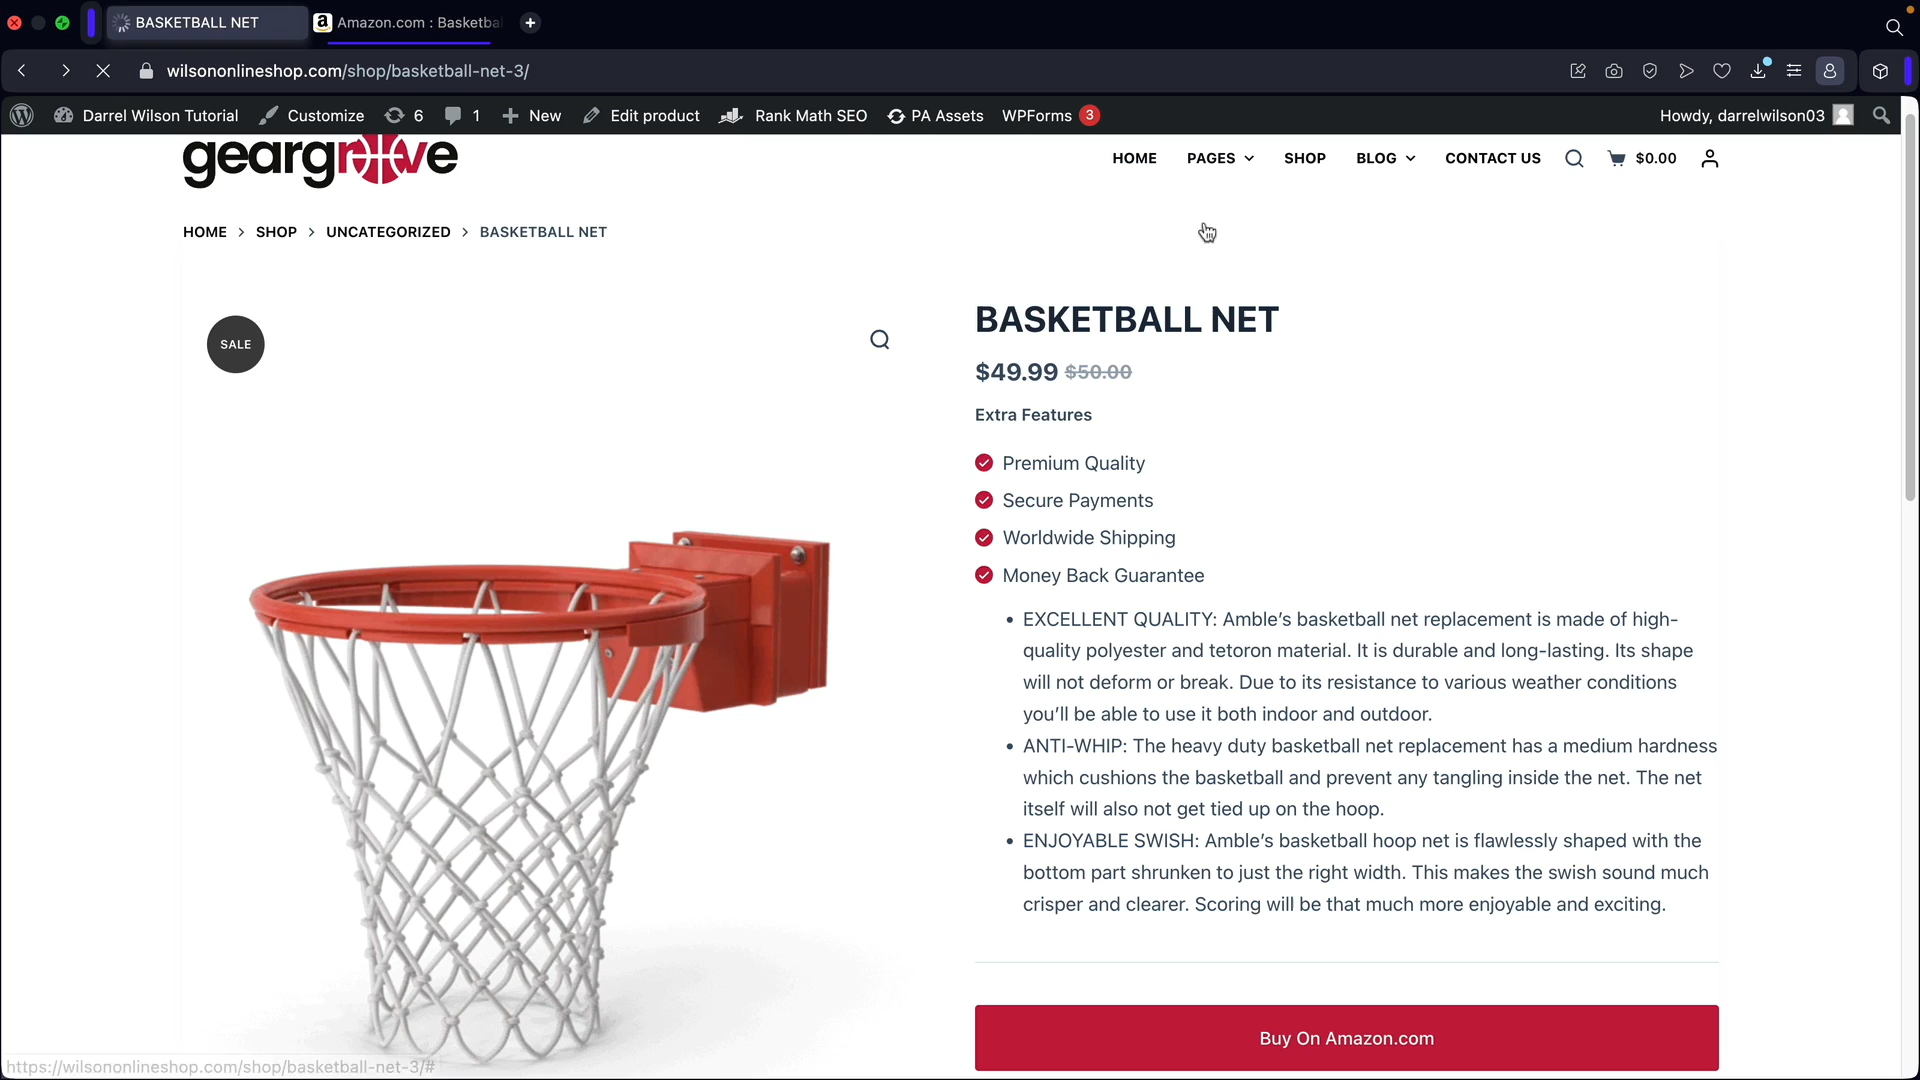 BASKETBALL NET
Amazon.com : Basketba
wilsononlineshop.com/shop/basketball-net-3/
Darrel Wilson Tutorial
Customize
6
1
New
Edit product
Rank Math SEO
PA Assets
WPForms 3
Howdy, darrelwilson03
geargroove
HOME
PAGES
SHOP
BLOG
CONTACT US
$0.00
HOME > SHOP > UNCATEGORIZED > BASKETBALL NET
SALE
BASKETBALL NET
$49.99 $50.00
Extra Features
Premium Quality
Secure Payments
Worldwide Shipping
Money Back Guarantee
• EXCELLENT QUALITY: Amble’s basketball net replacement is made of high-
quality polyester and tetoron material. It is durable and long-lasting. Its shape
will not deform or break. Due to its resistance to various weather conditions
you’ll be able to use it both indoor and outdoor.
• ANTI-WHIP: The heavy duty basketball net replacement has a medium hardness
which cushions the basketball and prevent any tangling inside the net. The net
itself will also not get tied up on the hoop.
• ENJOYABLE SWISH: Amble’s basketball hoop net is flawlessly shaped with the
bottom part shrunken to just the right width. This makes the swish sound much
crisper and clearer. Scoring will be that much more enjoyable and exciting.
Buy On Amazon.com
https://wilsononlineshop.com/shop/basketball-net-3/#